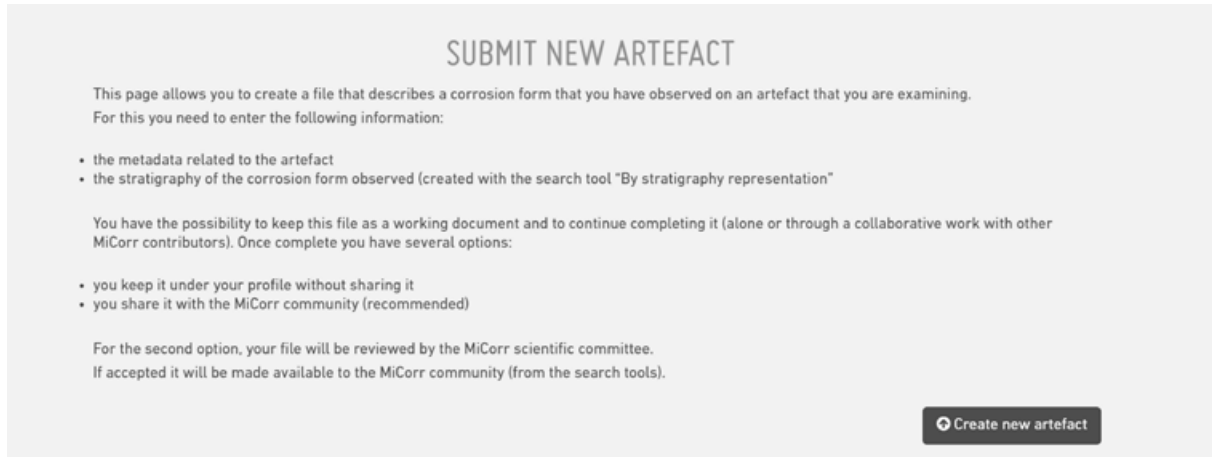 SUBMIT NEW ARTEFACT
This page allows you to create a file that describes a corrosion form that you have observed on an artefact that you are examining.
For this you need to enter the following information:
• the metadata related to the artefact
• the stratigraphy of the corrosion form observed (created with the search tool "By stratigraphy representation"
You have the possibility to keep this file as a working document and to continue completing it (alone or through a collaborative work with other
MiCorr contributors). Once complete you have several options:
• you keep it under your profile without sharing it
• you share it with the MiCorr community (recommended)
For the second option, your file will be reviewed by the MiCorr scientific committee.
If accepted it will be made available to the MiCorr community (from the search tools).
Create new artefact